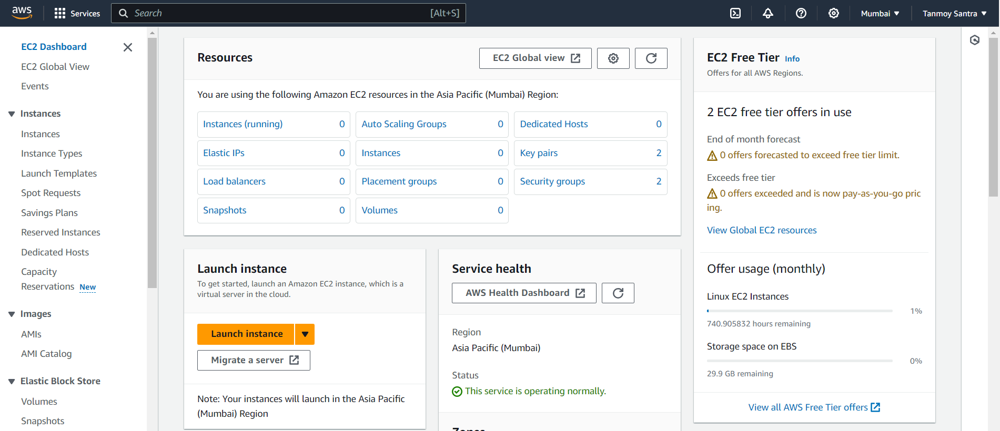 aws
Services
Search
[Alt+S]
Mumbai
Tanmoy Santra
EC2 Dashboard
EC2 Global View
Events
Instances
Instances
Instance Types
Launch Templates
Spot Requests
Savings Plans
Reserved Instances
Dedicated Hosts
Capacity
Reservations New
Images
AMIs
AMI Catalog
Elastic Block Store
Volumes
Snapshots
Resources
EC2 Global view
You are using the following Amazon EC2 resources in the Asia Pacific (Mumbai) Region:
Instances (running) 0
Auto Scaling Groups 0
Dedicated Hosts 0
Elastic IPs 0
Instances 0
Key pairs 2
Load balancers 0
Placement groups 0
Security groups 2
Snapshots 0
Volumes 0
Launch instance
To get started, launch an Amazon EC2 instance, which is a
virtual server in the cloud.
Launch instance
Migrate a server
Note: Your instances will launch in the Asia Pacific
(Mumbai) Region
Service health
AWS Health Dashboard
Region
Asia Pacific (Mumbai)
Status
This service is operating normally.
Zones
EC2 Free Tier Info
Offers for all AWS Regions.
2 EC2 free tier offers in use
End of month forecast
0 offers forecasted to exceed free tier limit.
Exceeds free tier
0 offers exceeded and is now pay-as-you-go pric
ing.
View Global EC2 resources
Offer usage (monthly)
Linux EC2 Instances
1%
740.905832 hours remaining
Storage space on EBS
0%
29.9 GB remaining
View all AWS Free Tier offers